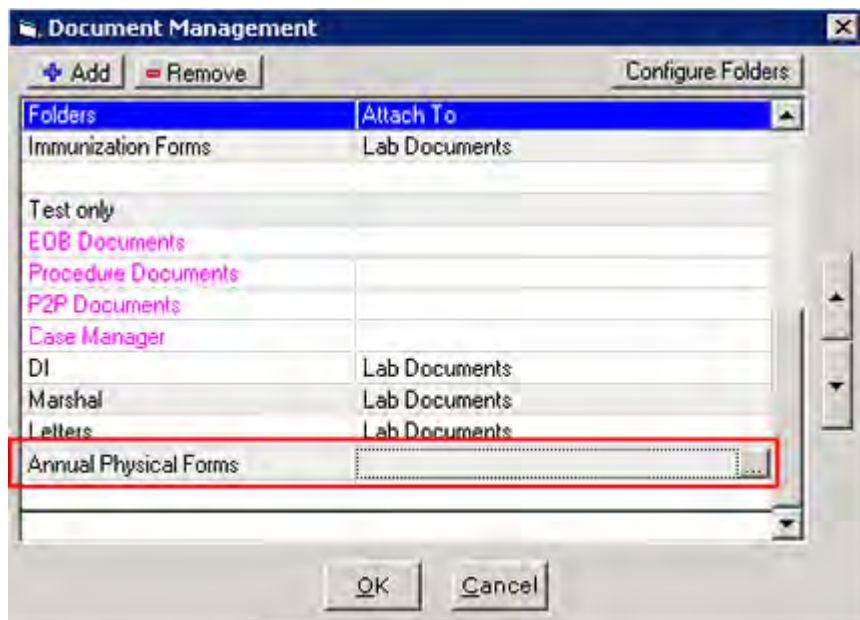 Document Management
Add Remove Configure Folders
Folders Attach To
Immunization Forms Lab Documents
Test only
EOB Documents
Procedure Documents
P2P Documents
Case Manager
DI Lab Documents
Marshal Lab Documents
Letters Lab Documents
Annual Physical Forms ...
OK Cancel